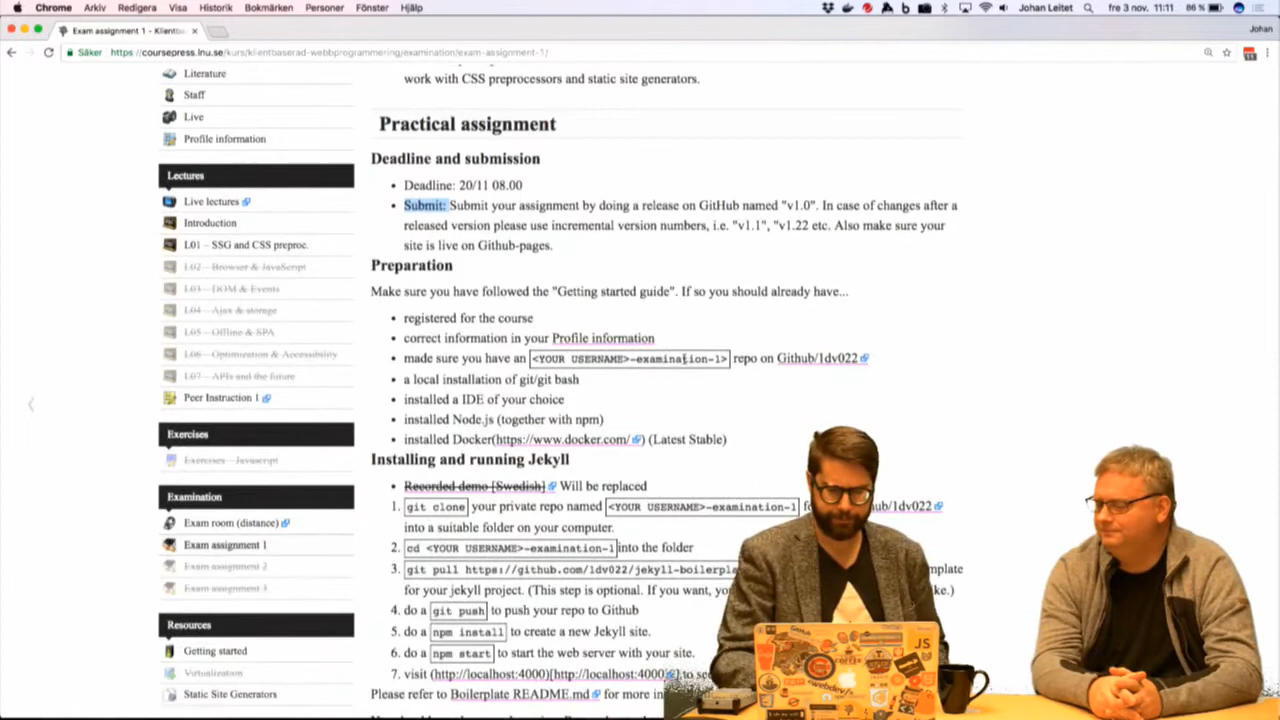 Chrome Arkiv Redigera Visa Historik Bokmärken Personer Fönster Hjälp
Johan Leitet fre 3 nov. 11:11 86 %
Exam assignment 1 - Klientba
Johan
Säker https://coursepress.lnu.se/kurs/klientbaserad-webbprogrammering/examination/exam-assignment-1/
Literature
Staff
Live
Profile information
Lectures
Live lectures
Introduction
L01 – SSG and CSS preproc.
L02 – Browser & JavaScript
L03 – DOM & Events
L04 – Ajax & storage
L05 – Offline & SPA
L06 – Optimization & Accessibility
L07 – APIs and the future
Peer Instruction 1
Exercises
Exercises – Javascript
Examination
Exam room (distance)
Exam assignment 1
Exam assignment 2
Exam assignment 3
Resources
Getting started
Virtualization
Static Site Generators
work with CSS preprocessors and static site generators.
Practical assignment
Deadline and submission
• Deadline: 20/11 08.00
• Submit: Submit your assignment by doing a release on GitHub named "v1.0". In case of changes after a
released version please use incremental version numbers, i.e. "v1.1", "v1.22 etc. Also make sure your
site is live on Github-pages.
Preparation
Make sure you have followed the "Getting started guide". If so you should already have...
• registered for the course
• correct information in your Profile information
• made sure you have an <YOUR USERNAME>-examination-1> repo on Github/1dv022
• a local installation of git/git bash
• installed a IDE of your choice
• installed Node.js (together with npm)
• installed Docker(https://www.docker.com/) (Latest Stable)
Installing and running Jekyll
• Recorded demo [Swedish] Will be replaced
1. git clone your private repo named <YOUR USERNAME>-examination-1 ub/1dv022
into a suitable folder on your computer.
2. cd <YOUR USERNAME>-examination-1 into the folder
3. git pull https://github.com/1dv022/jekyll-boilerpla mplate
for your jekyll project. (This step is optional. If you want, yo ke.)
4. do a git push to push your repo to Github
5. do a npm install to create a new Jekyll site.
6. do a npm start to start the web server with your site.
7. visit (http://localhost:4000)[http://localhost:4000] to se
Please refer to Boilerplate README.md for more in
JS